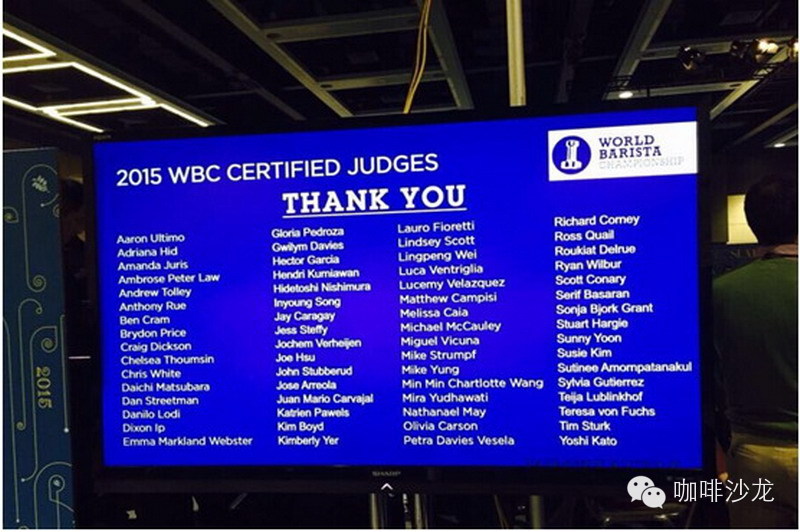 2015 WBC CERTIFIED JUDGES
THANK YOU
WORLD
BARISTA
CHAMPIONSHIP
Aaron Ultimo
Adriana Hid
Amanda Juris
Ambrose Peter Law
Andrew Tolley
Anthony Rue
Ben Cram
Brydon Price
Craig Dickson
Chelsea Thoumsin
Chris White
Daichi Matsubara
Dan Streetman
Danilo Lodi
Dixon Ip
Emma Markland Webster
Gloria Pedroza
Gwilym Davies
Hector Garcia
Hendri Kurniawan
Hidetoshi Nishimura
Inyoung Song
Jay Caragay
Jess Steffy
Jochem Verheijen
Joe Hsu
John Stubberud
Jose Arreola
Juan Mario Carvajal
Katrien Pawels
Kim Boyd
Kimberly Yer
Lauro Fioretti
Lindsey Scott
Lingpeng Wei
Luca Ventriglia
Lucemy Velazquez
Matthew Campisi
Melissa Caia
Michael McCauley
Miguel Vicuna
Mike Strumpf
Mike Yung
Min Min Chartlotte Wang
Mira Yudhawati
Nathanael May
Olivia Carson
Petra Davies Vesela
Richard Corney
Ross Quail
Roukiat Delrue
Ryan Wilbur
Scott Conary
Serif Basaran
Sonja Bjork Grant
Stuart Hargie
Sunny Yoon
Susie Kim
Sutinee Amornpatanakul
Sylvia Gutierrez
Teija Lublinkhof
Teresa von Fuchs
Tim Sturk
Yoshi Kato
SHARP
2015
咖啡沙龙